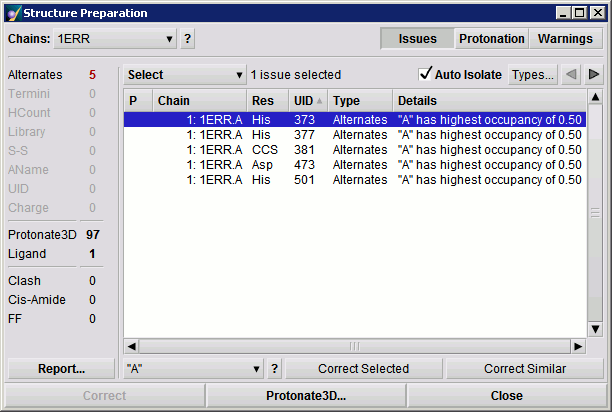 Structure Preparation
Chains: 1ERR ? Issues Protonation Warnings
Alternates 5 Select 1 issue selected Auto Isolate Types...
Termini 0
HCount 0
Library 0
S-S 0
AName 0
UID 0
Charge 0
Protonate3D 97
Ligand 1
Clash 0
Cis-Amide 0
FF 0
P Chain Res UID Type Details
1: 1ERR.A His 373 Alternates "A" has highest occupancy of 0.50
1: 1ERR.A His 377 Alternates "A" has highest occupancy of 0.50
1: 1ERR.A CCS 381 Alternates "A" has highest occupancy of 0.50
1: 1ERR.A Asp 473 Alternates "A" has highest occupancy of 0.50
1: 1ERR.A His 501 Alternates "A" has highest occupancy of 0.50
Report... "A" ? Correct Selected Correct Similar
Correct Protonate3D... Close